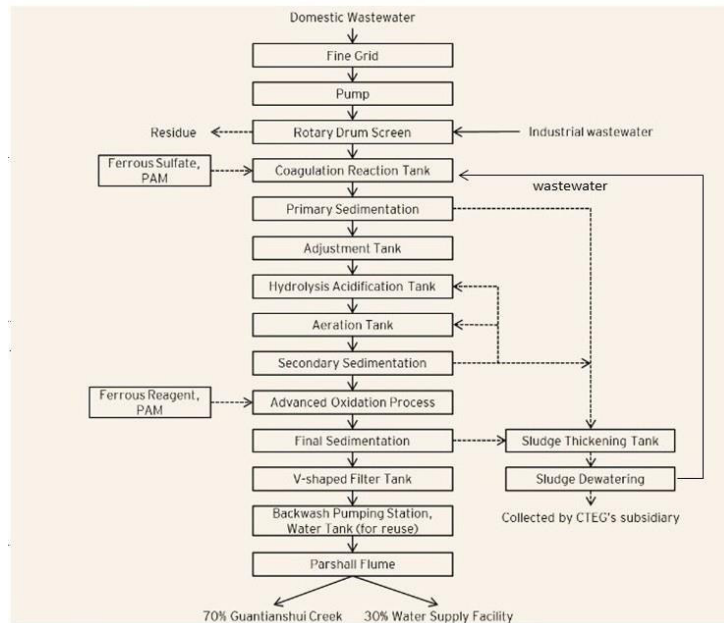 Domestic Wastewater
Fine Grid
Pump
Residue
Rotary Drum Screen
Industrial wastewater
Ferrous Sulfate,
PAM
Coagulation Reaction Tank
wastewater
Primary Sedimentation
Adjustment Tank
Hydrolysis Acidification Tank
Aeration Tank
Secondary Sedimentation
Ferrous Reagent,
PAM
Advanced Oxidation Process
Final Sedimentation
Sludge Thickening Tank
V-shaped Filter Tank
Sludge Dewatering
Backwash Pumping Station,
Water Tank (for reuse)
Collected by CTEG's subsidiary
Parshall Flume
70% Guantianshui Creek
30% Water Supply Facility